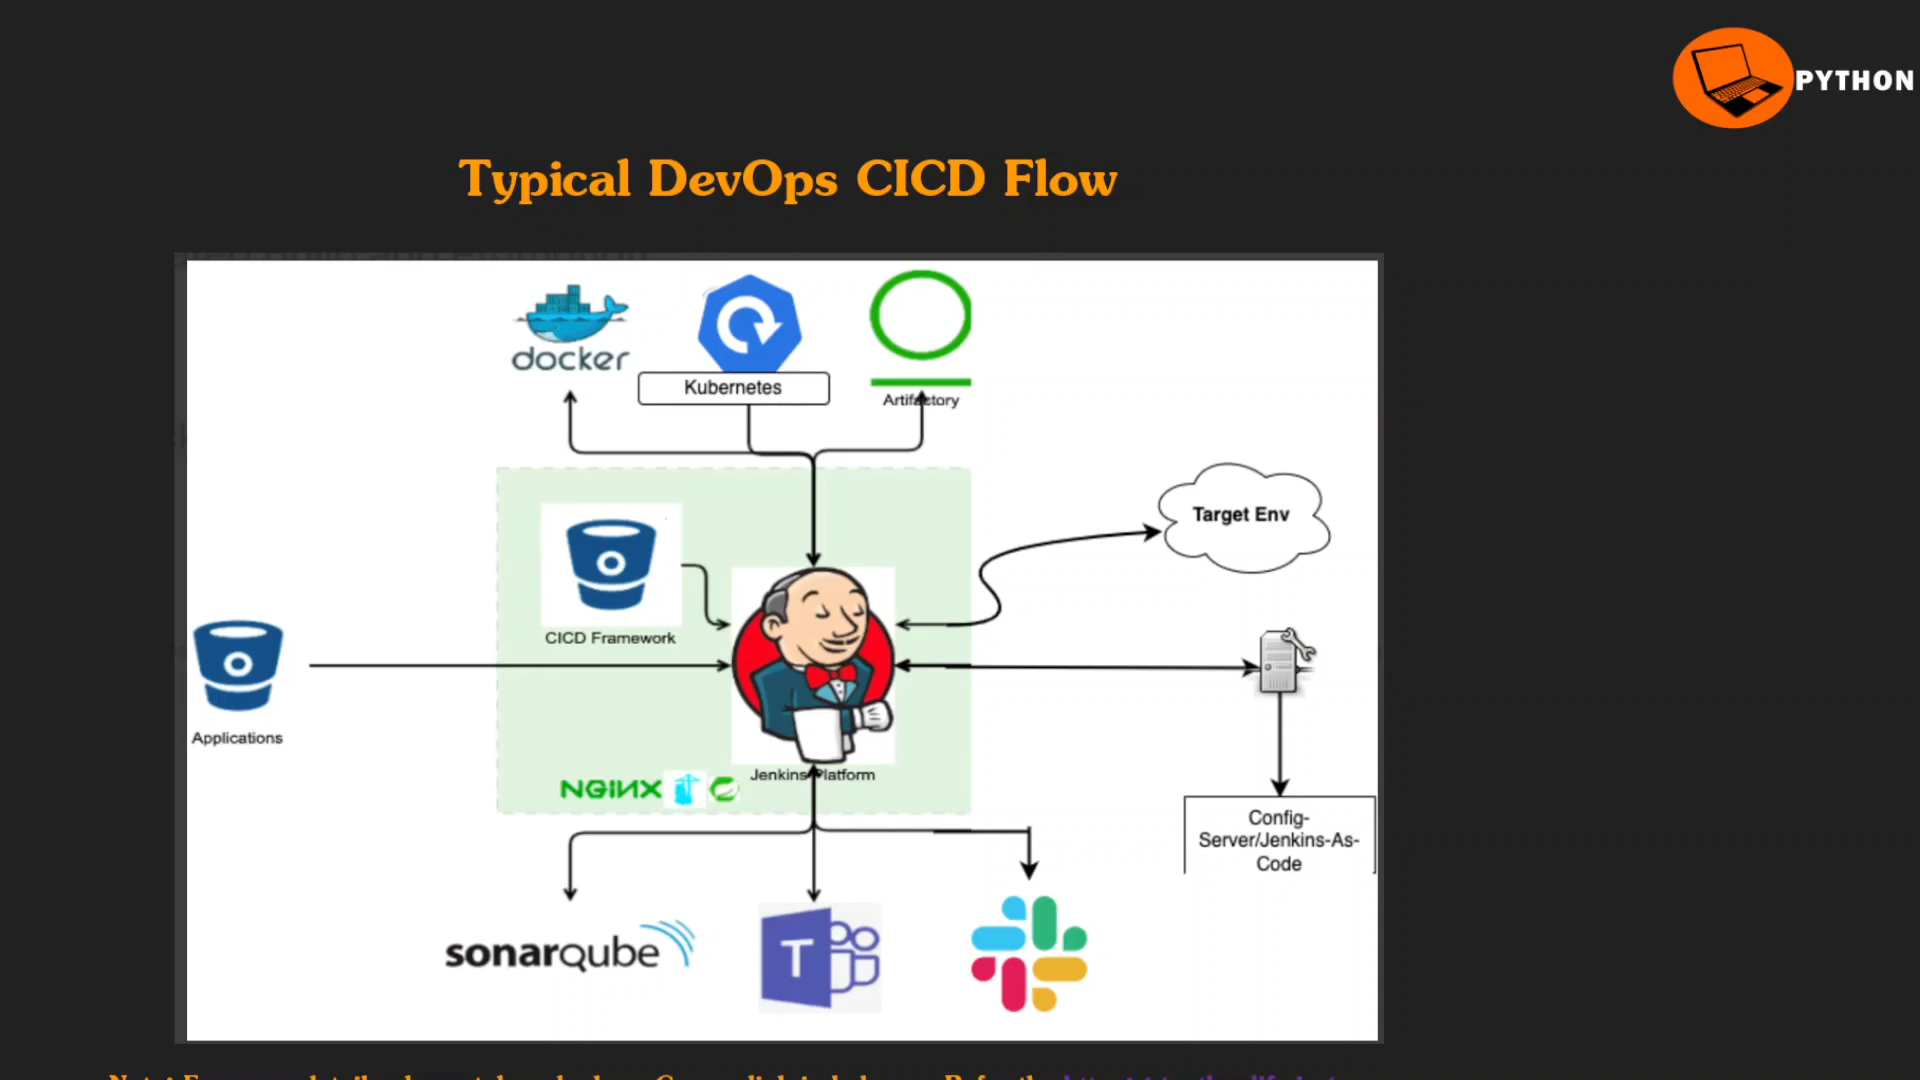 PYTHON
Typical DevOps CICD Flow
docker
Kubernetes
Artifactory
Target Env
CICD Framework
Applications
NGINX
Jenkins Platform
Config-
Server/Jenkins-As-
Code
sonarqube
T